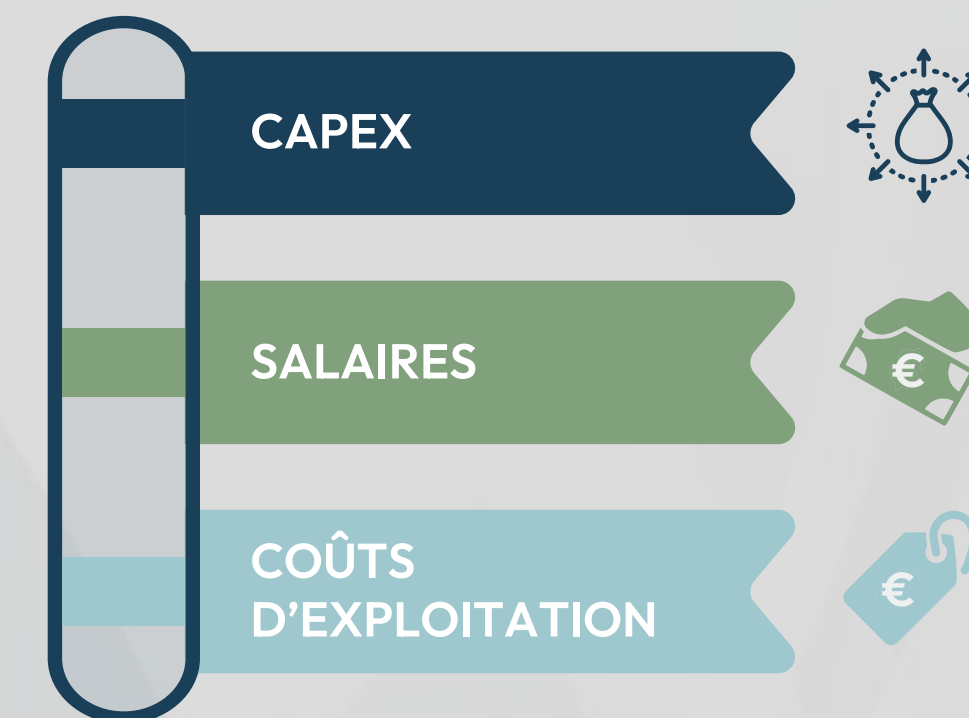 CAPEX
SALAIRES
€
COÛTS
D’EXPLOITATION
€